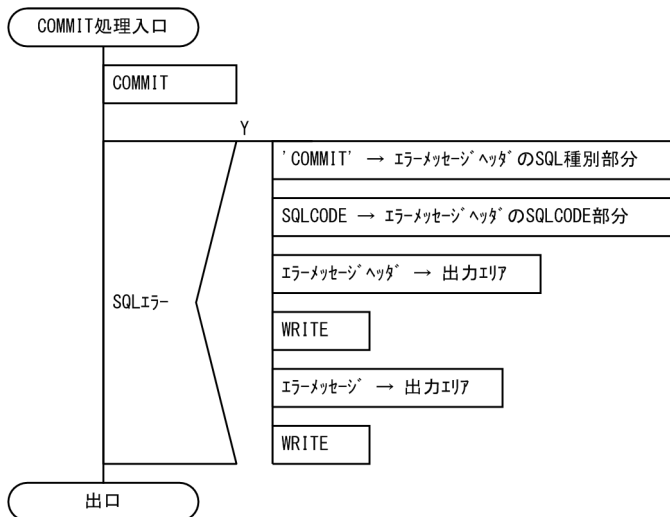 COMMIT処理入口
COMMIT
Y
'COMMIT' → ｴﾗｰﾒｯｾｰｼﾞﾍｯﾀﾞのSQL種別部分
SQLCODE → ｴﾗｰﾒｯｾｰｼﾞﾍｯﾀﾞのSQLCODE部分
ｴﾗｰﾒｯｾｰｼﾞﾍｯﾀﾞ → 出力ｴﾘｱ
SQLｴﾗｰ
WRITE
ｴﾗｰﾒｯｾｰｼﾞ → 出力ｴﾘｱ
WRITE
出口